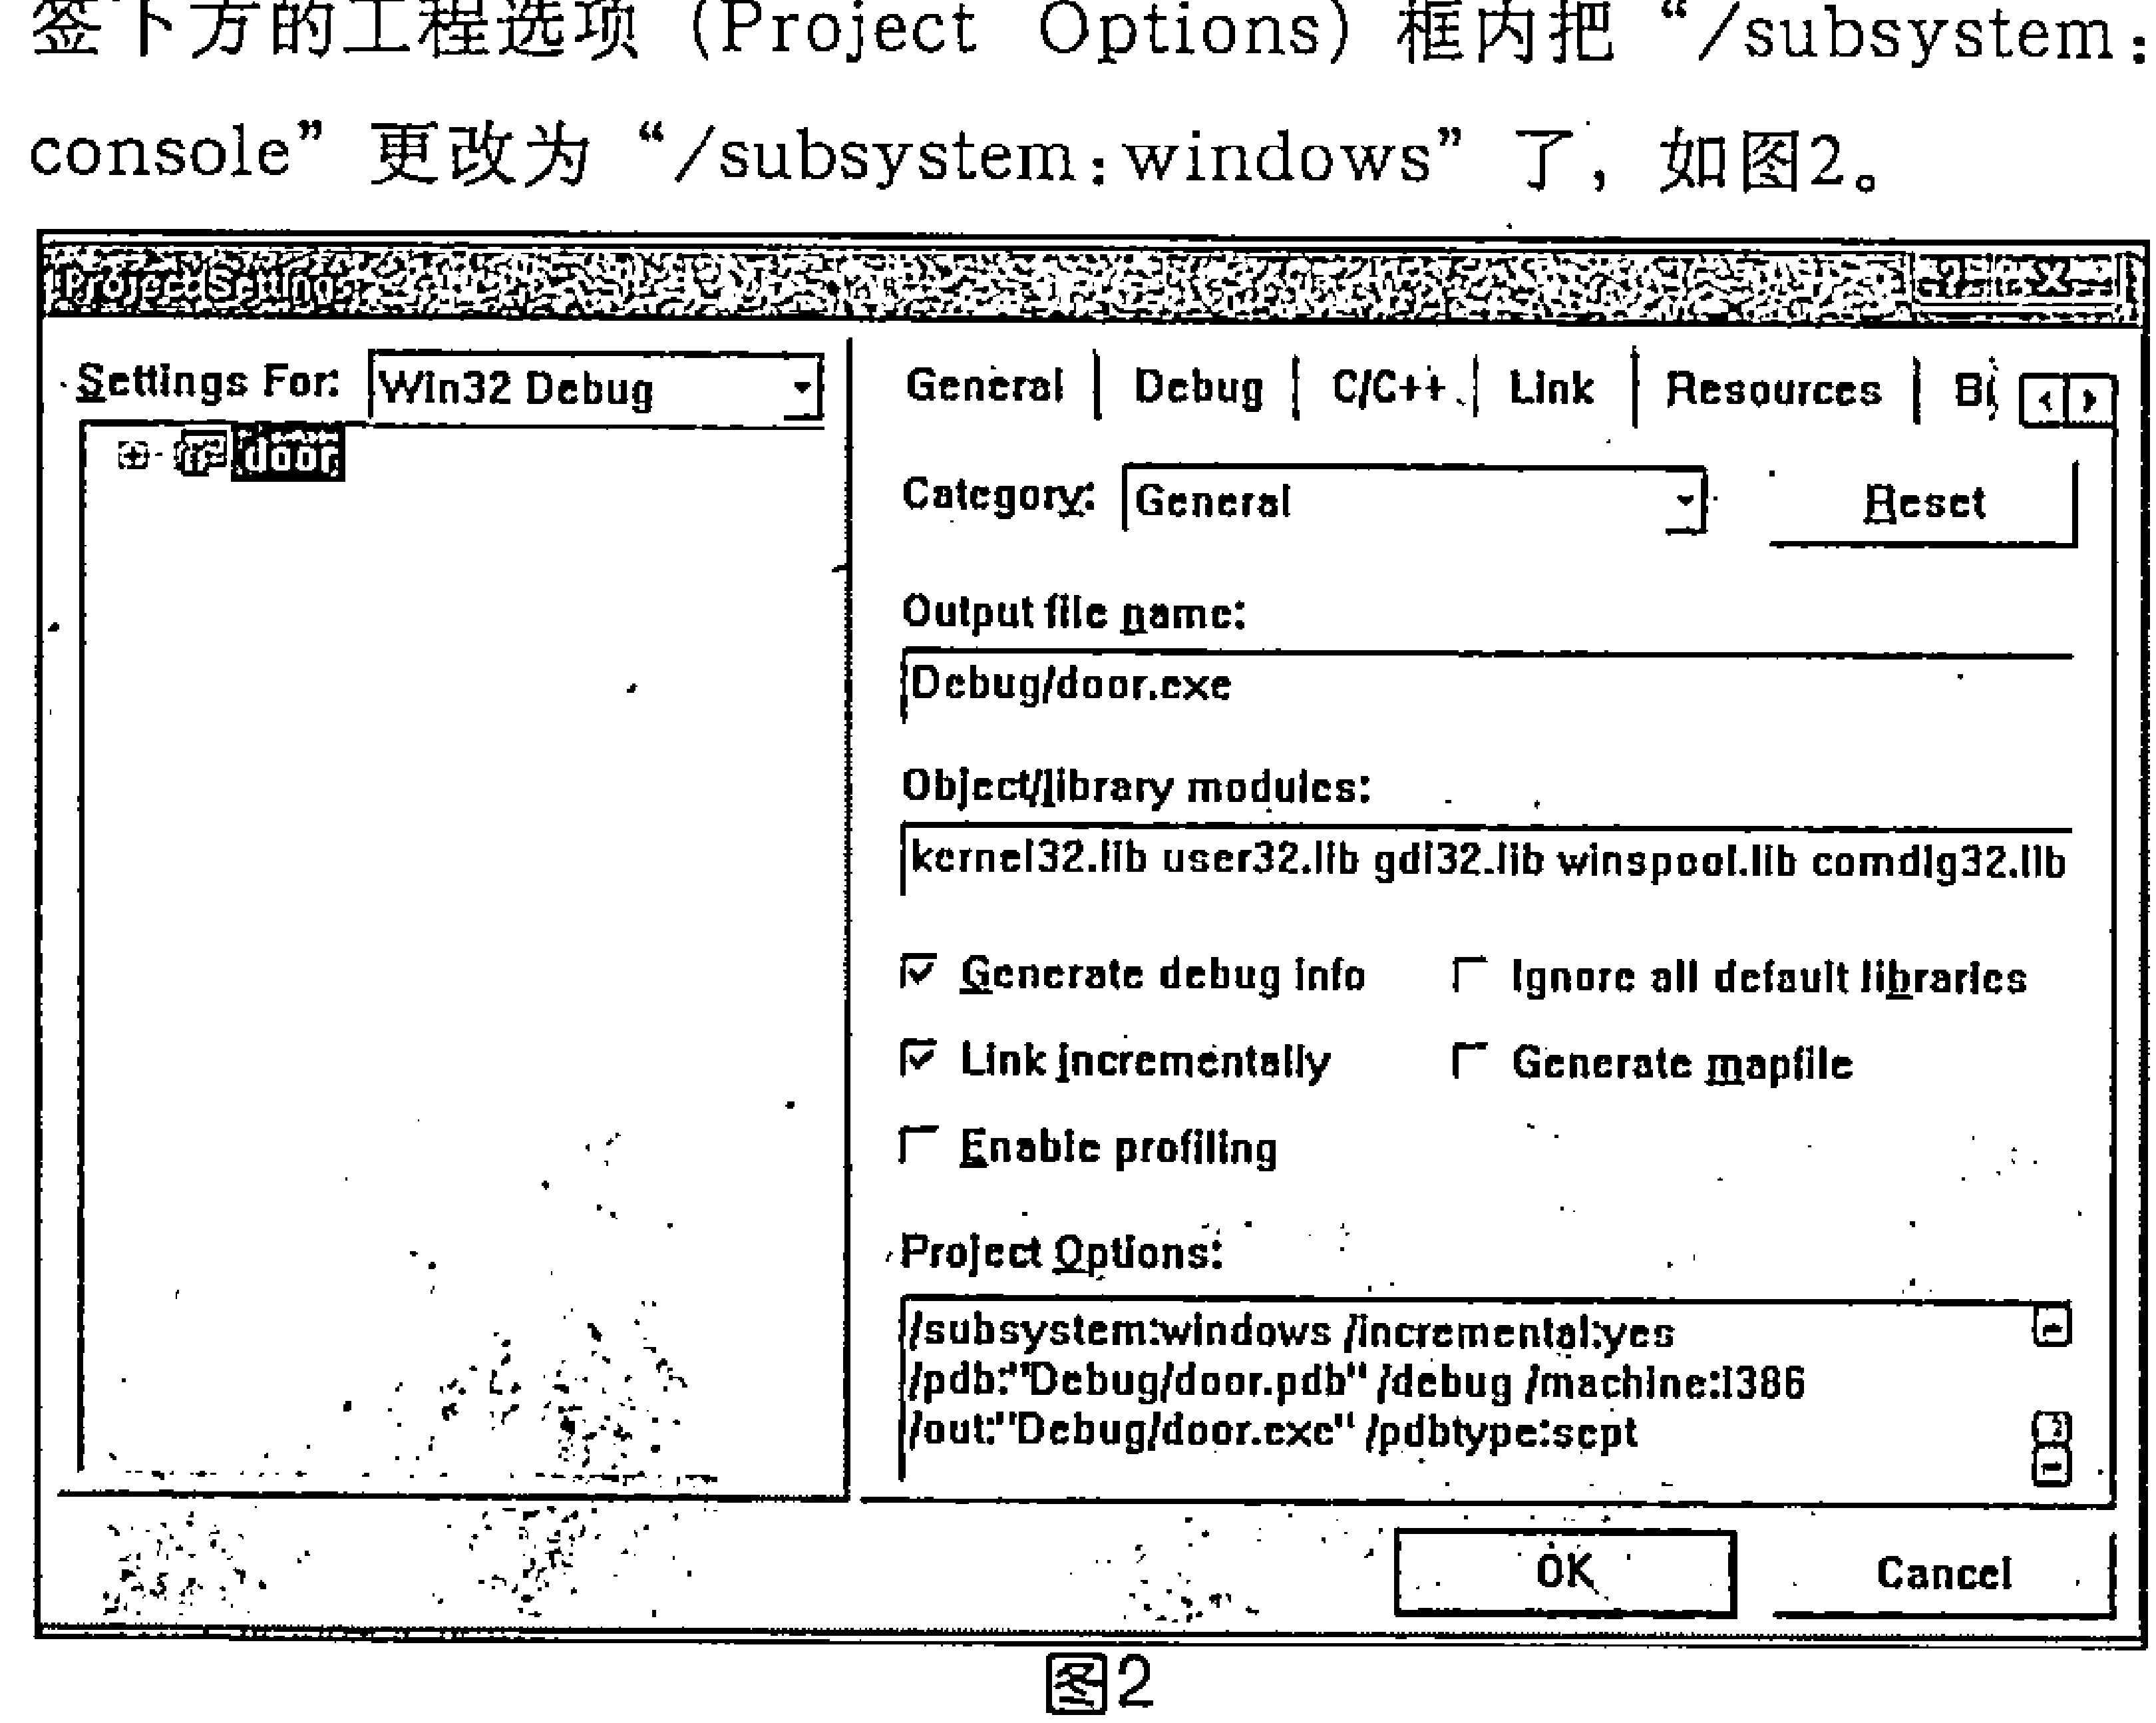 签下方的工程选项 (Project Options) 框内把 “/subsystem:
console” 更改为 “/subsystem:windows” 了, 如图2。
Project Settings
Settings For: Win32 Debug
General Debug C/C++ Link Resources
door
Category: General Reset
Output file name:
Debug/door.exe
Object/library modules:
kernel32.lib user32.lib gdi32.lib winspool.lib comdlg32.lib
Generate debug info Ignore all default libraries
Link incrementally Generate mapfile
Enable profiling
Project Options:
/subsystem:windows /incremental:yes
/pdb:"Debug/door.pdb" /debug /machine:I386
/out:"Debug/door.exe" /pdbtype:sept
OK Cancel
图2